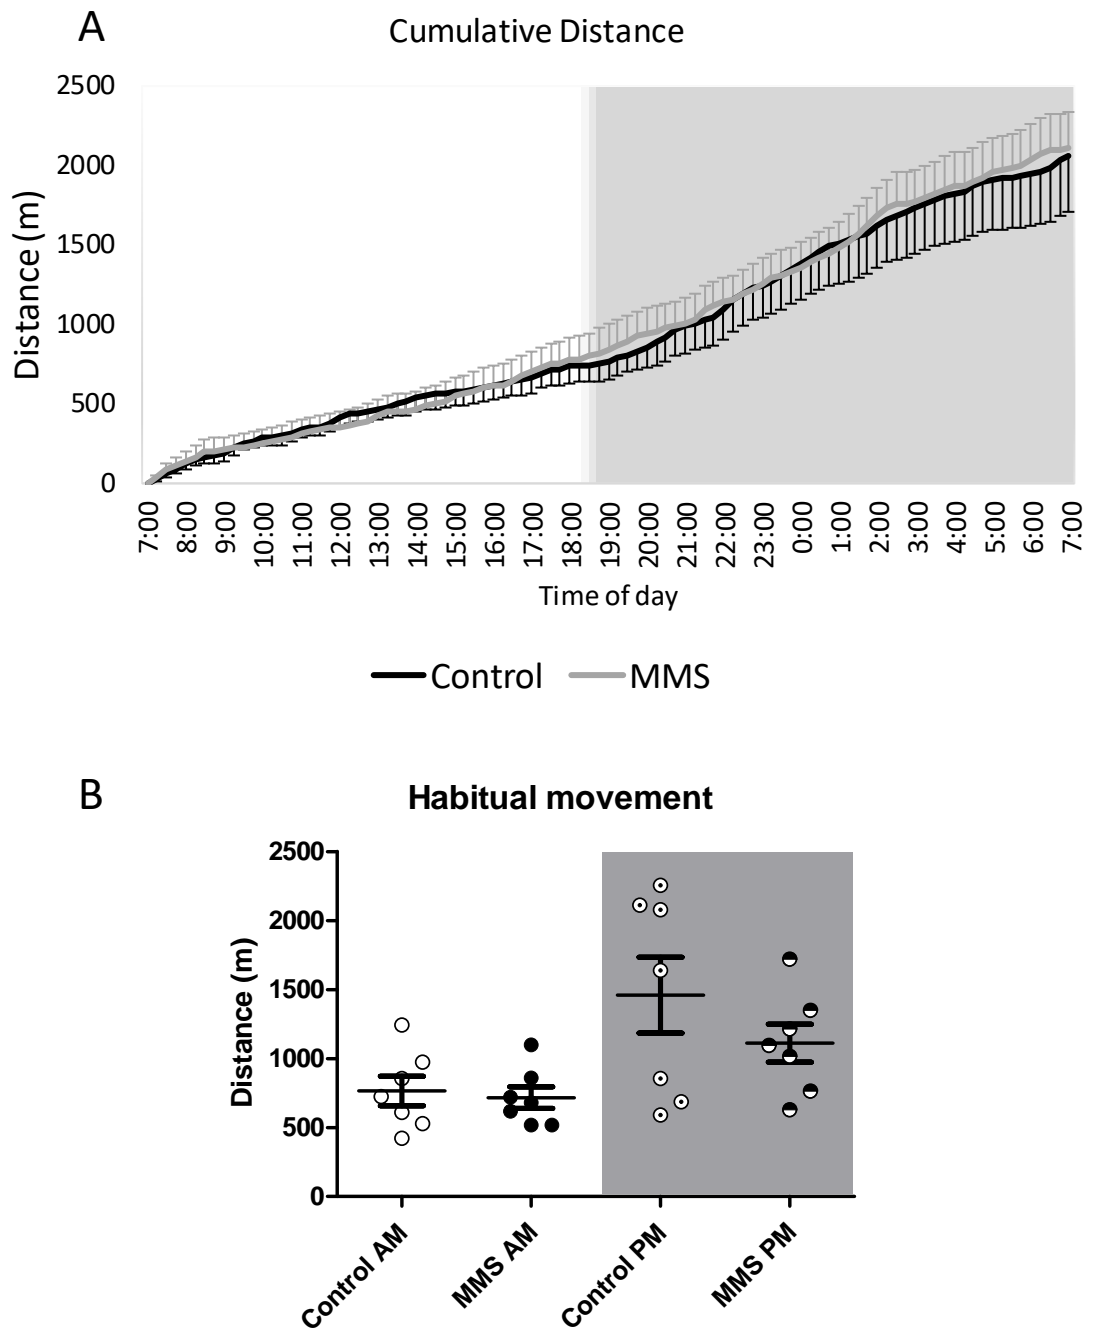 A
Cumulative Distance
2500
2000
1500
1000
500
0
Distance (m)
7:00 8:00 9:00 10:00 11:00 12:00 13:00 14:00 15:00 16:00 17:00 18:00 19:00 20:00 21:00 22:00 23:00 0:00 1:00 2:00 3:00 4:00 5:00 6:00 7:00
Time of day
Control MMS
B
Habitual movement
2500
2000
1500
1000
500
0
Distance (m)
Control AM MMS AM Control PM MMS PM